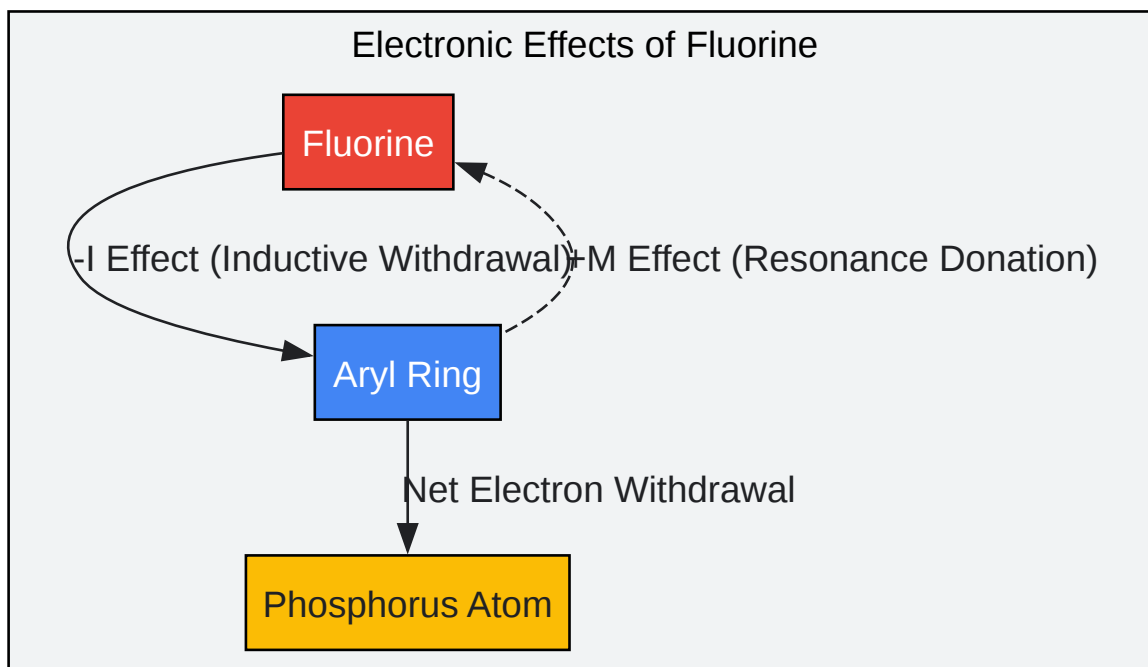 Electronic Effects of Fluorine
Fluorine
-I Effect (Inductive Withdrawal)
+M Effect (Resonance Donation)
Aryl Ring
Net Electron Withdrawal
Phosphorus Atom